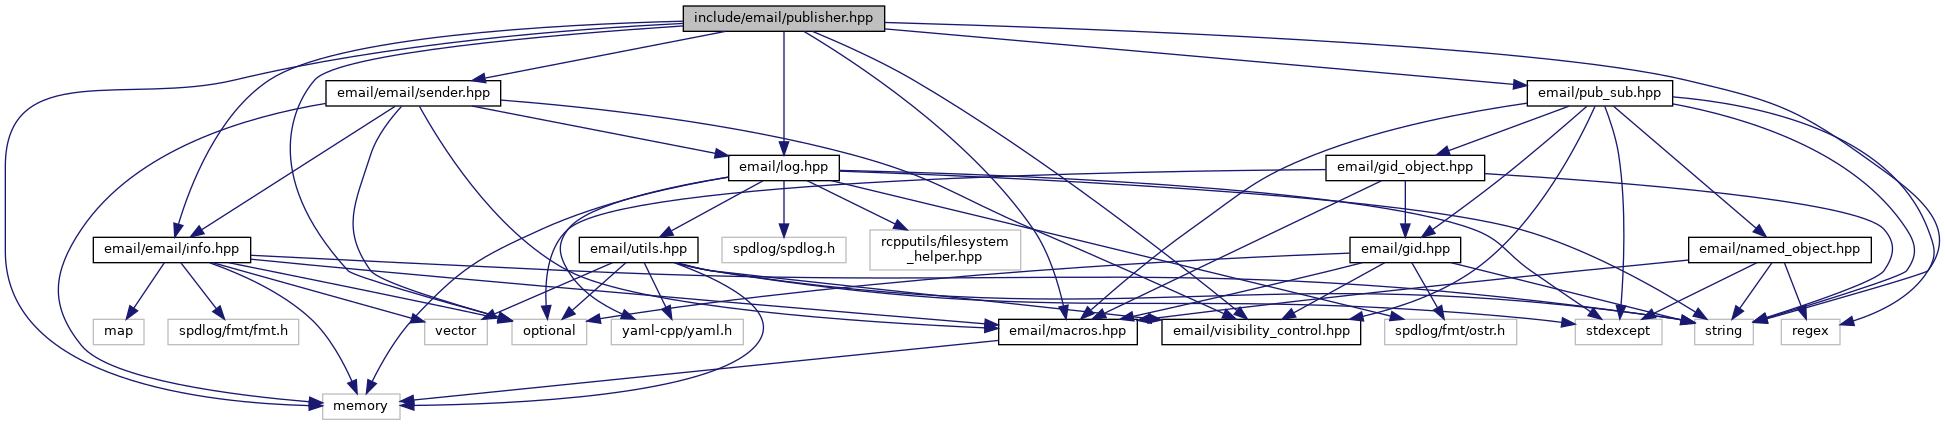 include/email/publisher.hpp
email/email/sender.hpp
email/pub_sub.hpp
email/log.hpp
email/gid_object.hpp
email/email/info.hpp
email/utils.hpp
spdlog/spdlog.h
rcpputils/filesystem
_helper.hpp
email/gid.hpp
email/named_object.hpp
map
spdlog/fmt/fmt.h
vector
optional
yaml-cpp/yaml.h
email/macros.hpp
email/visibility_control.hpp
spdlog/fmt/ostr.h
stdexcept
string
regex
memory